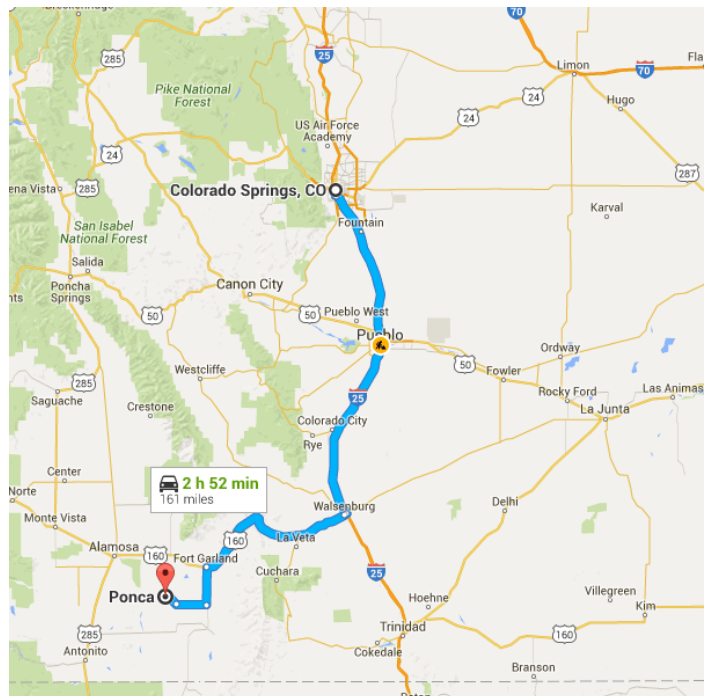 Breckenridge
285
25
70
Limon
70
Fla
Pike National
Forest
24
Hugo
US Air Force
Academy
24
24
287
ena Vista
285
Colorado Springs, CO
Karval
Fountain
San Isabel
National Forest
Salida
Poncha
Springs
nts
50
Canon City
50
Pueblo West
Pueblo
Ordway
50
Fowler
Las Animas
Rocky Ford
La Junta
285
Westcliffe
Saguache
Crestone
25
Colorado City
Rye
Center
2 h 52 min
161 miles
Norte
Monte Vista
Walsenburg
Delhi
160
La Veta
Alamosa
160
Fort Garland
Cuchara
25
Ponca
Hoehne
Villegreen
Kim
285
Trinidad
160
Antonito
Cokedale
Branson